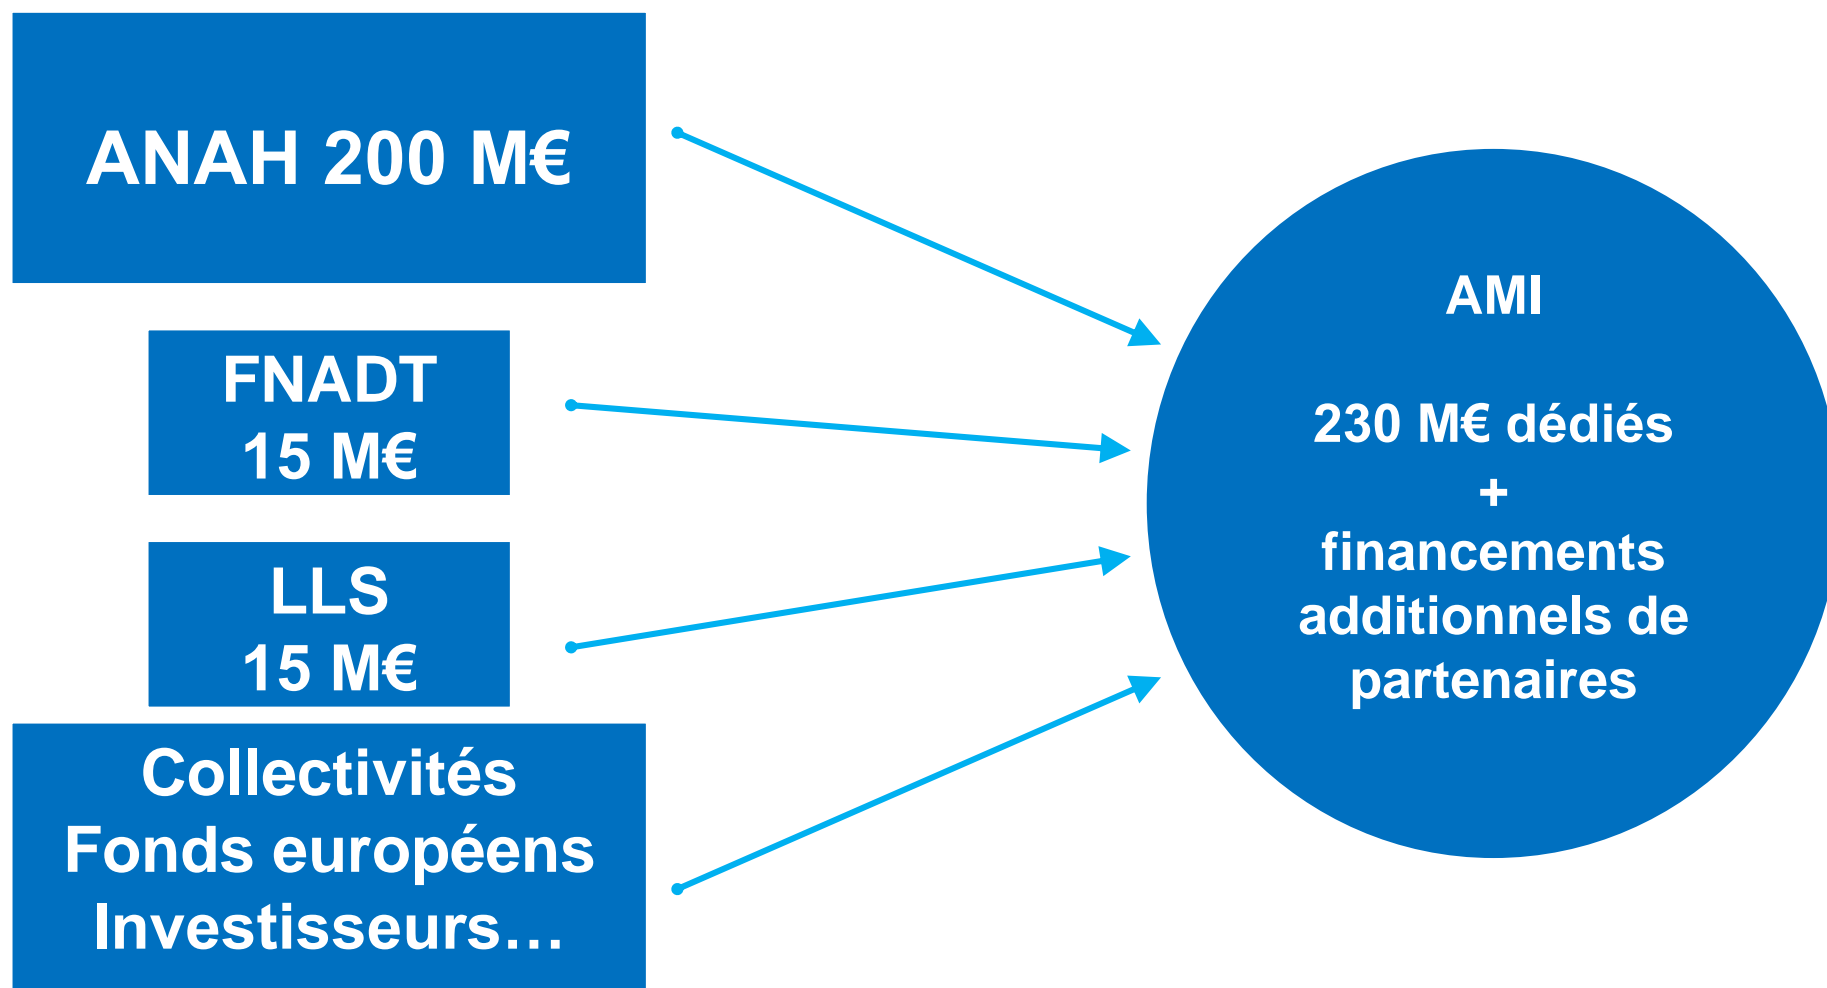 ANAH 200 M€
FNADT
15 M€
LLS
15 M€
Collectivités
Fonds européens
Investisseurs…
AMI
230 M€ dédiés
+
financements
additionnels de
partenaires